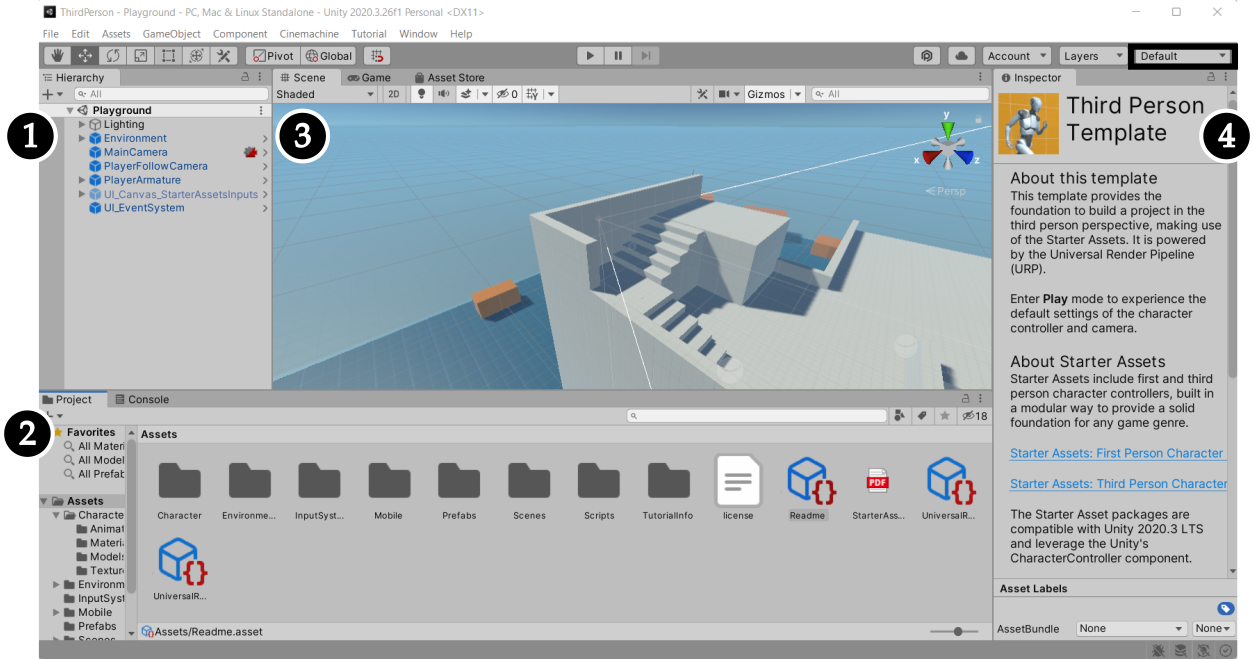 ThirdPerson - Playground - PC, Mac & Linux Standalone - Unity 2020.3.26f1 Personal <DX11>
File Edit Assets GameObject Component Cinemachine Tutorial Window Help
Pivot Global Account Layers Default
Hierarchy
All
Playground
Lighting
Environment
MainCamera
PlayerFollowCamera
PlayerArmature
UI_Canvas_StarterAssetsInputs
UI_EventSystem
1
Scene Game Asset Store
Shaded 2D 0 Gizmos All
3
y
x z
Persp
Inspector
Third Person
Template
4
About this template
This template provides the
foundation to build a project in the
third person perspective, making use
of the Starter Assets. It is powered
by the Universal Render Pipeline
(URP).
Enter Play mode to experience the
default settings of the character
controller and camera.
About Starter Assets
Starter Assets include first and third
person character controllers, built in
a modular way to provide a solid
foundation for any game genre.
Starter Assets: First Person Character
Starter Assets: Third Person Character
The Starter Asset packages are
compatible with Unity 2020.3 LTS
and leverage the Unity's
CharacterController component.
Asset Labels
AssetBundle None None
Project Console
18
2
Favorites
All Materi
All Model
All Prefab
Assets
Characte
Animat
Materi
Models
Textur
Environm
InputSyst
Mobile
Prefabs
Scenes
Assets
Character Environme... InputSyst... Mobile Prefabs Scenes Scripts TutorialInfo license Readme StarterAss... UniversalR...
PDF
UniversalR...
Assets/Readme.asset